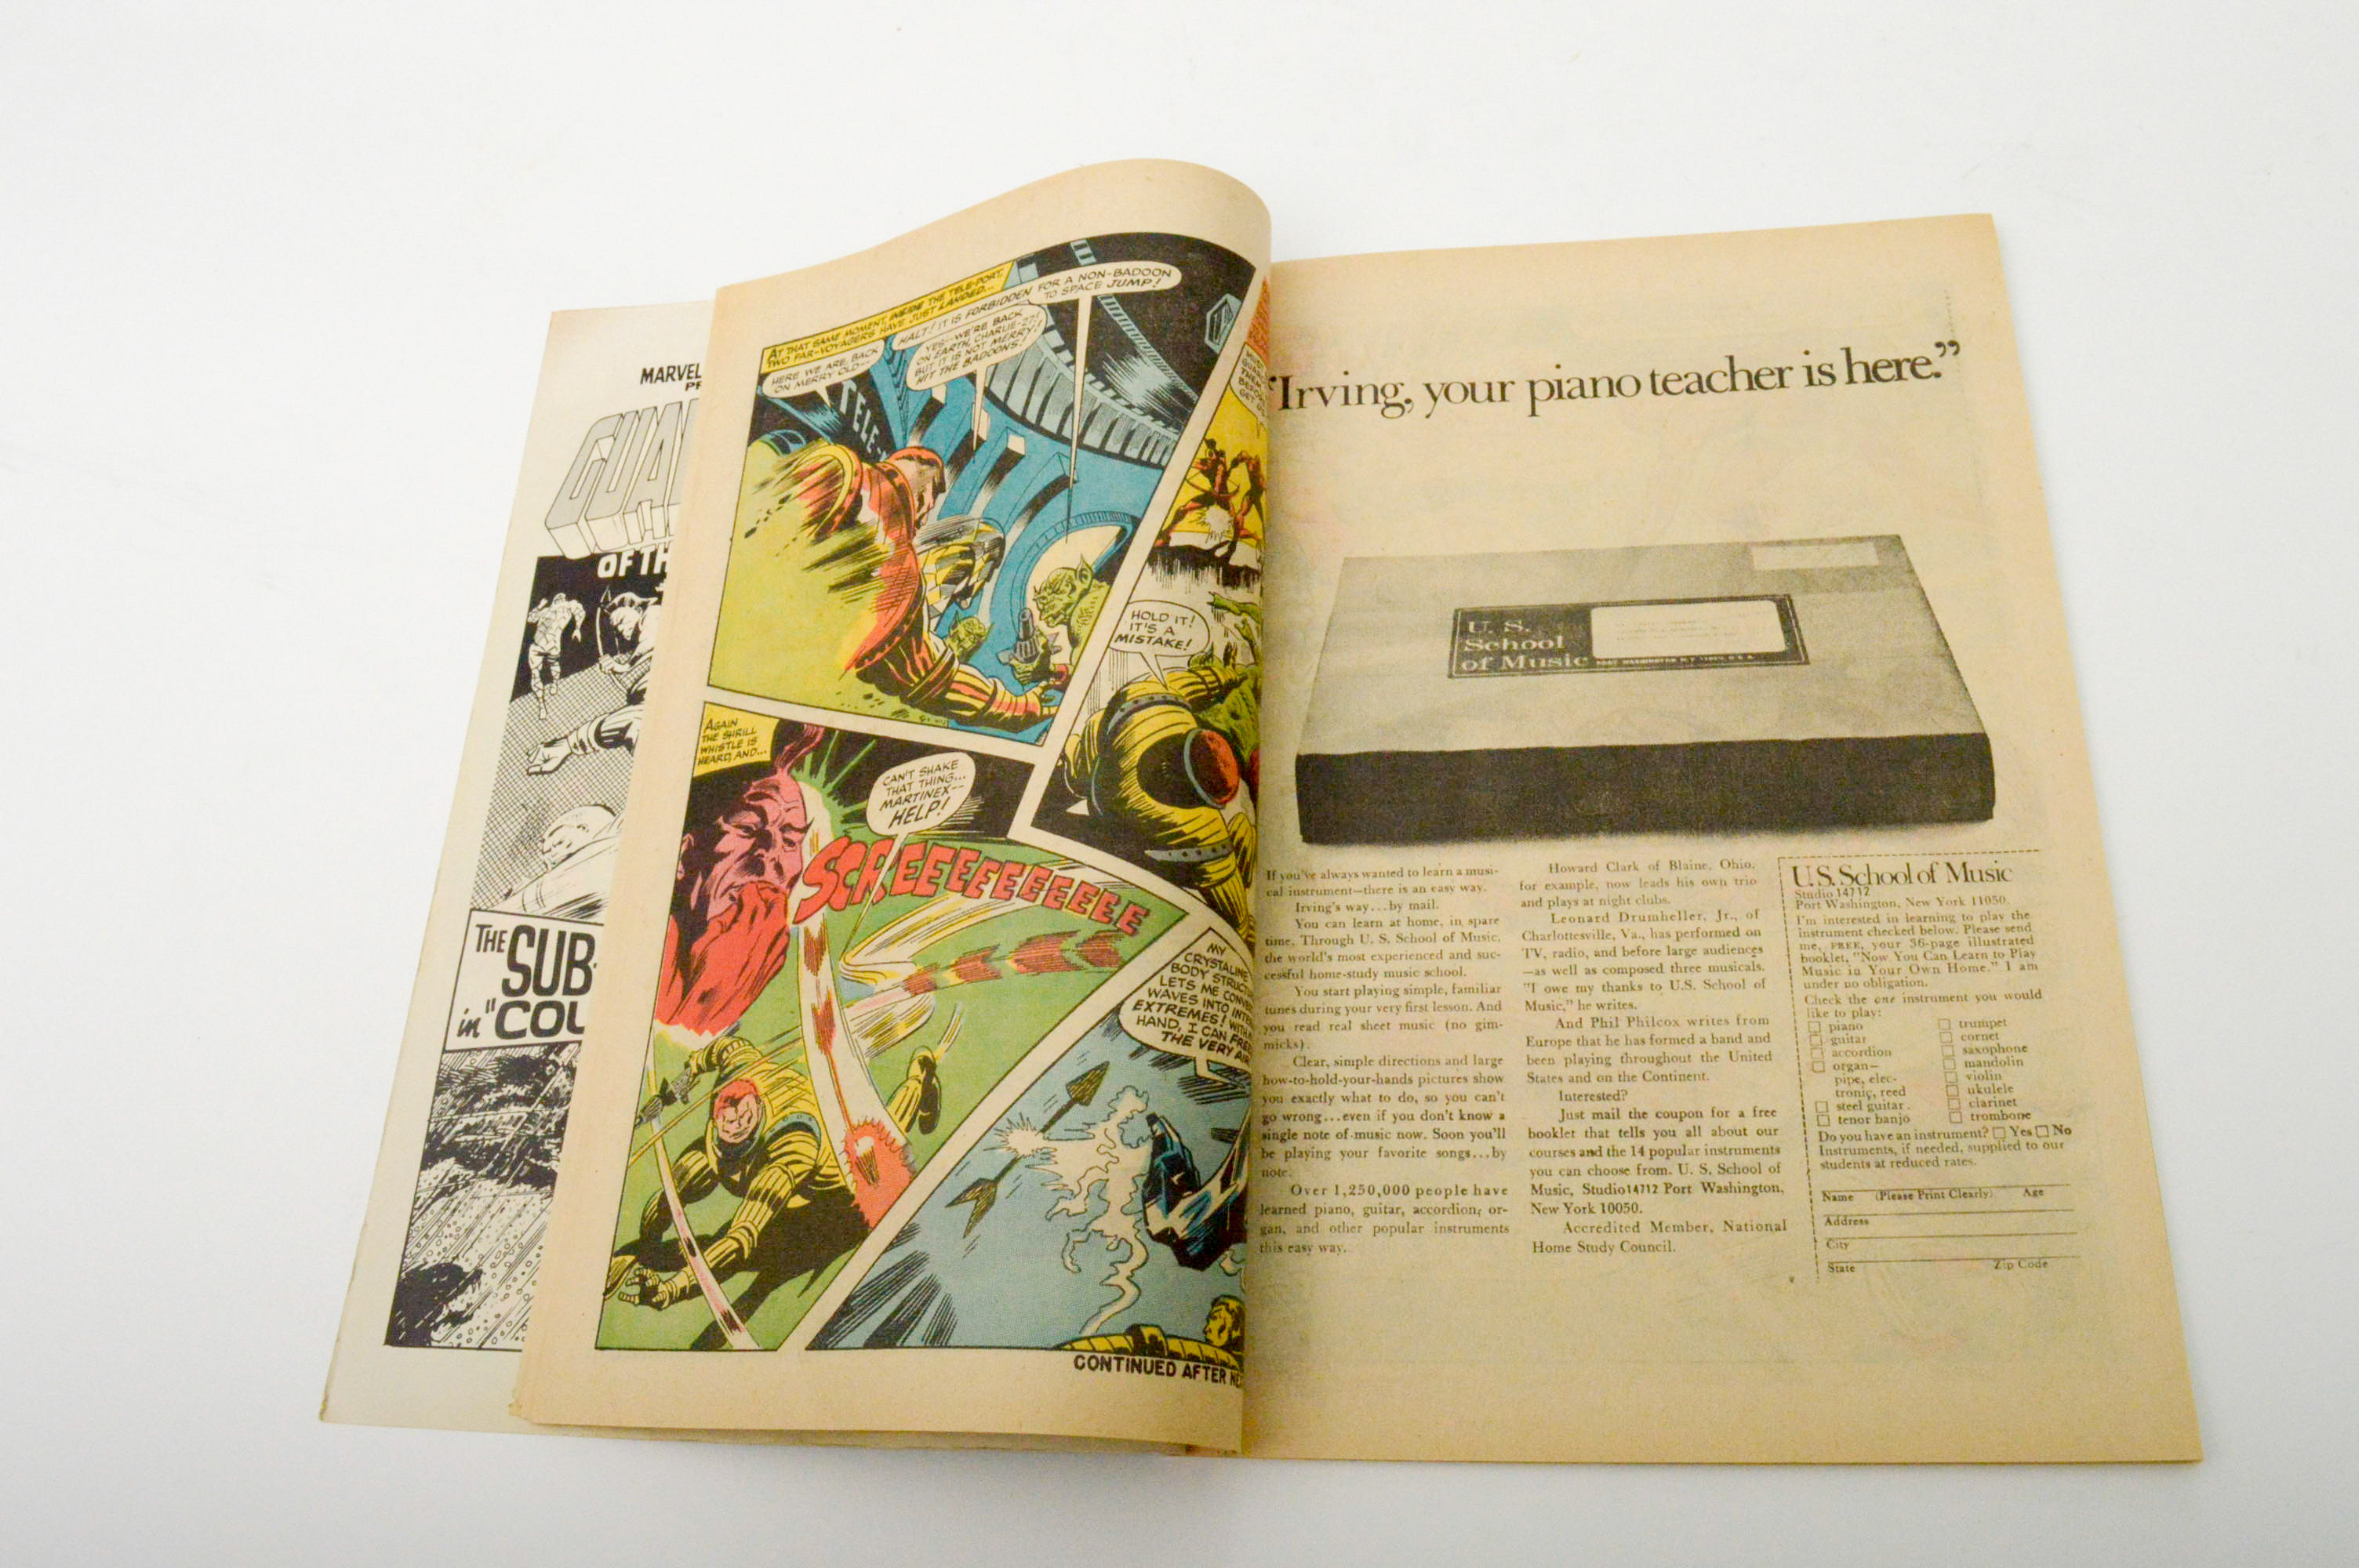 MARVEL
GUA
OF TH
THE SUB-
in "COU
AT THAT SAME MOMENT, INSIDE THE TELE-PORT,
TWO FAR-VOYAGERS HAVE JUST LANDED...
HERE WE ARE, BACK
ON MERRY OLD--
HALT! IT IS FORBIDDEN FOR A NON-BADOON
TO SPACE JUMP!
YES--WE'RE BACK
ON EARTH, CHARLIE-27!
BUT IT IS NOT MERRY!
HIT THE BADOONS!
TELE-
HOLD IT!
IT'S A
MISTAKE!
AGAIN
THE SHRILL
WHISTLE IS
HEARD, AND...
CAN'T SHAKE
THAT THING...
MARTINEX--
HELP!
SCREEEEEEEEEEE
MY
CRYSTALINE
BODY STRUCTU
LETS ME CONVE
WAVES INTO INTE
EXTREMES! WITH
HAND, I CAN FREE
THE VERY AIR
CONTINUED AFTER NE
"Irving, your piano teacher is here."
U. S.
School
of Music
If you've always wanted to learn a musi-
cal instrument—there is an easy way.
Irving's way...by mail.
You can learn at home, in spare
time. Through U. S. School of Music,
the world's most experienced and suc-
cessful home-study music school.
You start playing simple, familiar
tunes during your very first lesson. And
you read real sheet music (no gim-
micks).
Clear, simple directions and large
how-to-hold-your-hands pictures show
you exactly what to do, so you can't
go wrong...even if you don't know a
single note of music now. Soon you'll
be playing your favorite songs...by
note.
Over 1,250,000 people have
learned piano, guitar, accordion, or-
gan, and other popular instruments
this easy way.
Howard Clark of Blaine, Ohio,
for example, now leads his own trio
and plays at night clubs.
Leonard Drumheller, Jr., of
Charlottesville, Va., has performed on
TV, radio, and before large audiences
—as well as composed three musicals.
"I owe my thanks to U.S. School of
Music," he writes.
And Phil Philcox writes from
Europe that he has formed a band and
been playing throughout the United
States and on the Continent.
Interested?
Just mail the coupon for a free
booklet that tells you all about our
courses and the 14 popular instruments
you can choose from. U. S. School of
Music, Studio 14712 Port Washington,
New York 10050.
Accredited Member, National
Home Study Council.
U.S. School of Music
Studio 14712
Port Washington, New York 11050.
I'm interested in learning to play the
instrument checked below. Please send
me, FREE, your 36-page illustrated
booklet, "Now You Can Learn to Play
Music in Your Own Home." I am
under no obligation.
Check the one instrument you would
like to play:
piano
guitar
accordion
organ—
pipe, elec-
tronic, reed
steel guitar
tenor banjo
trumpet
cornet
saxophone
mandolin
violin
ukulele
clarinet
trombone
Do you have an instrument? Yes No
Instruments, if needed, supplied to our
students at reduced rates.
Name (Please Print Clearly) Age
Address
City
State Zip Code